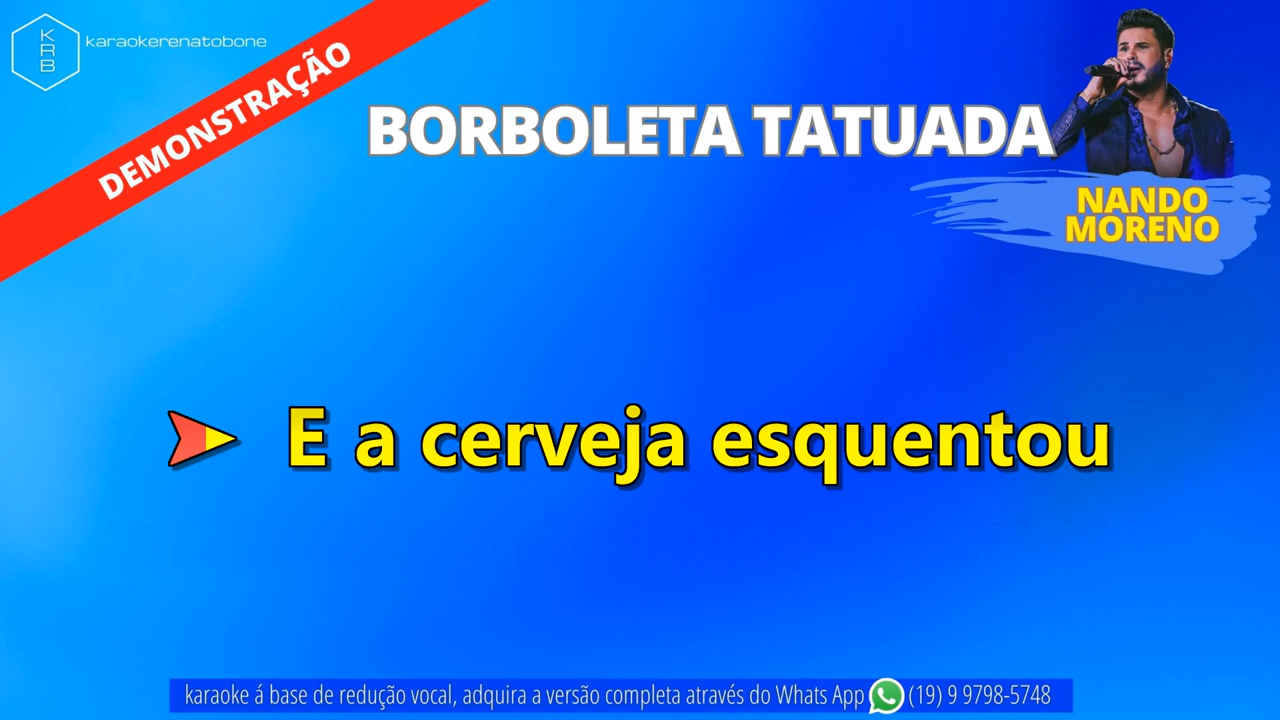 K
R
B
karaokerenatobone
DEMONSTRAÇÃO
BORBOLETA TATUADA
NANDO
MORENO
E a cerveja esquentou
karaoke á base de redução vocal, adquira a versão completa através do Whats App (19) 9 9798-5748